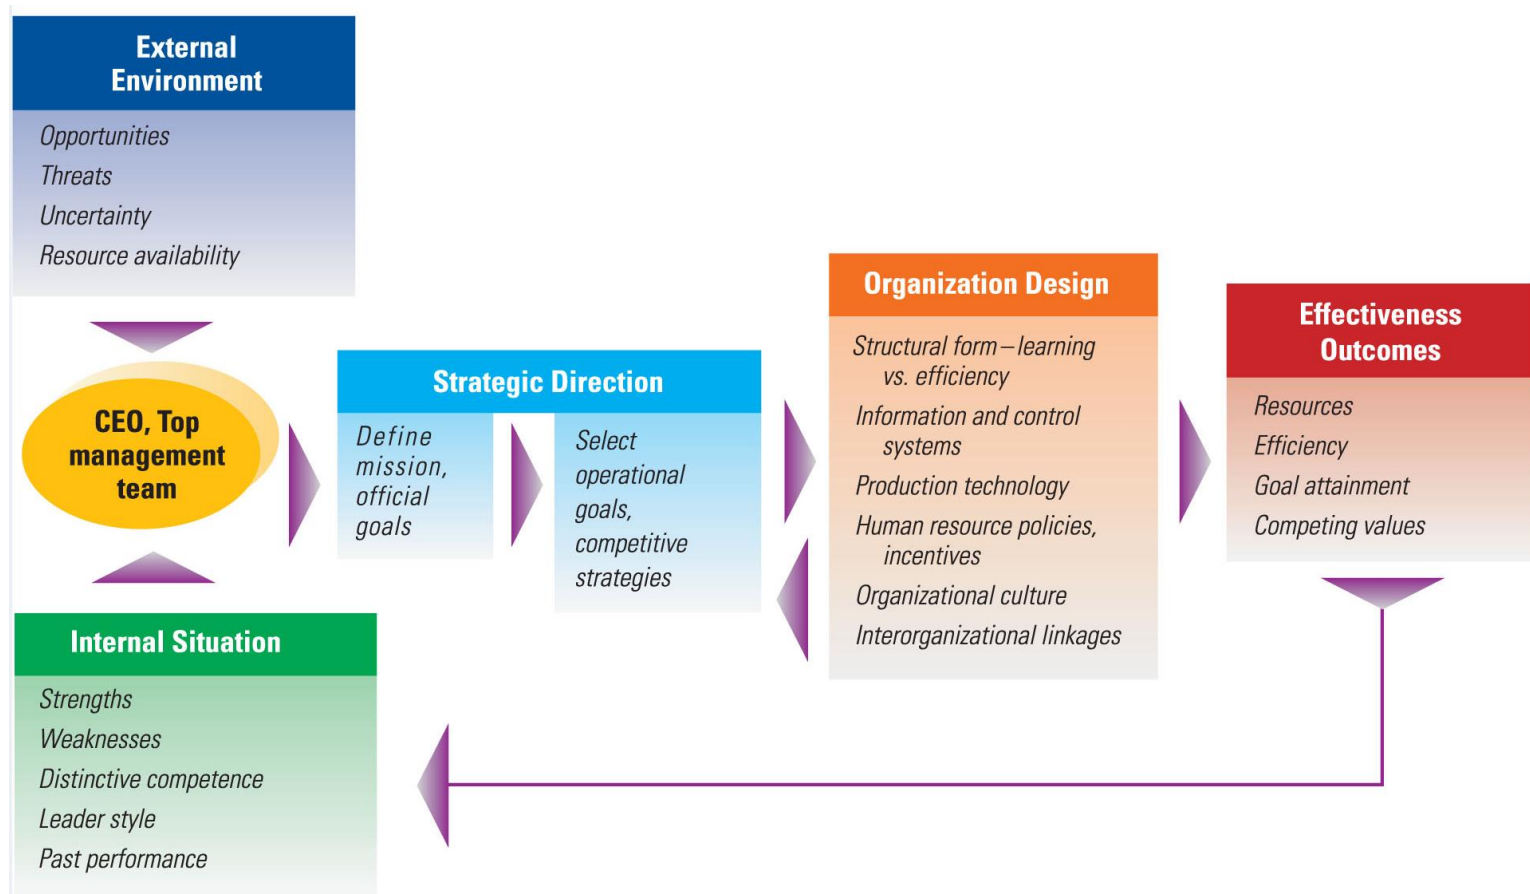 External
Environment
Opportunities
Threats
Uncertainty
Resource availability
CEO, Top
management
team
Internal Situation
Strengths
Weaknesses
Distinctive competence
Leader style
Past performance
Strategic Direction
Define
mission,
official
goals
Select
operational
goals,
competitive
strategies
Organization Design
Structural form–learning
vs. efficiency
Information and control
systems
Production technology
Human resource policies,
incentives
Organizational culture
Interorganizational linkages
Effectiveness
Outcomes
Resources
Efficiency
Goal attainment
Competing values